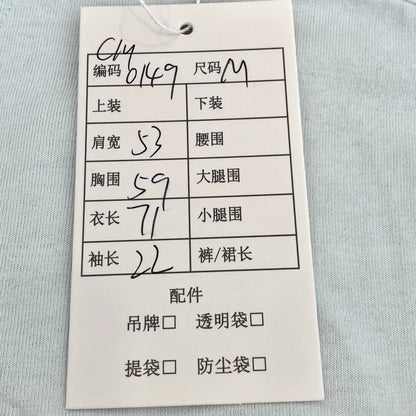 C14
编码 0149 尺码 M
上装 下装
肩宽 53 腰围
胸围 59 大腿围
衣长 71 小腿围
袖长 22 裤/裙长
配件
吊牌□ 透明袋□
提袋□ 防尘袋□